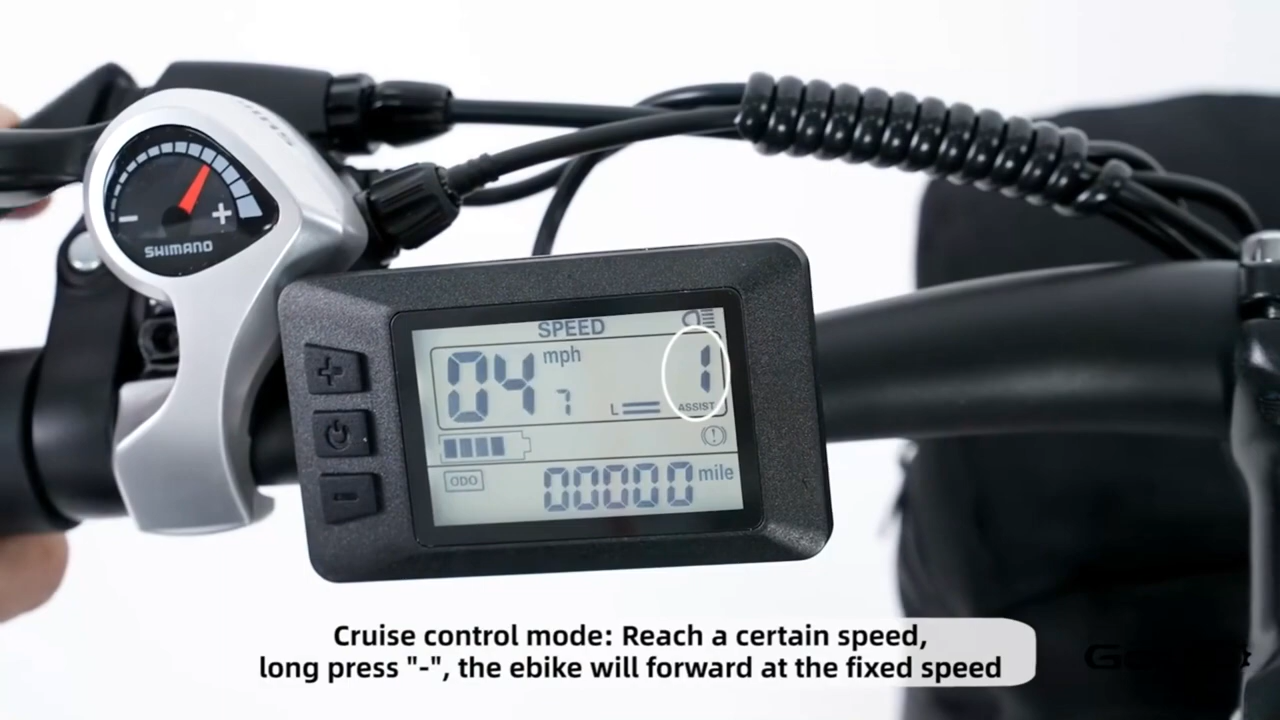 SHIMANO
SPEED
04 7 mph
1
L
ASSIST
ODO
00000 mile
Cruise control mode: Reach a certain speed,
long press "-", the ebike will forward at the fixed speed